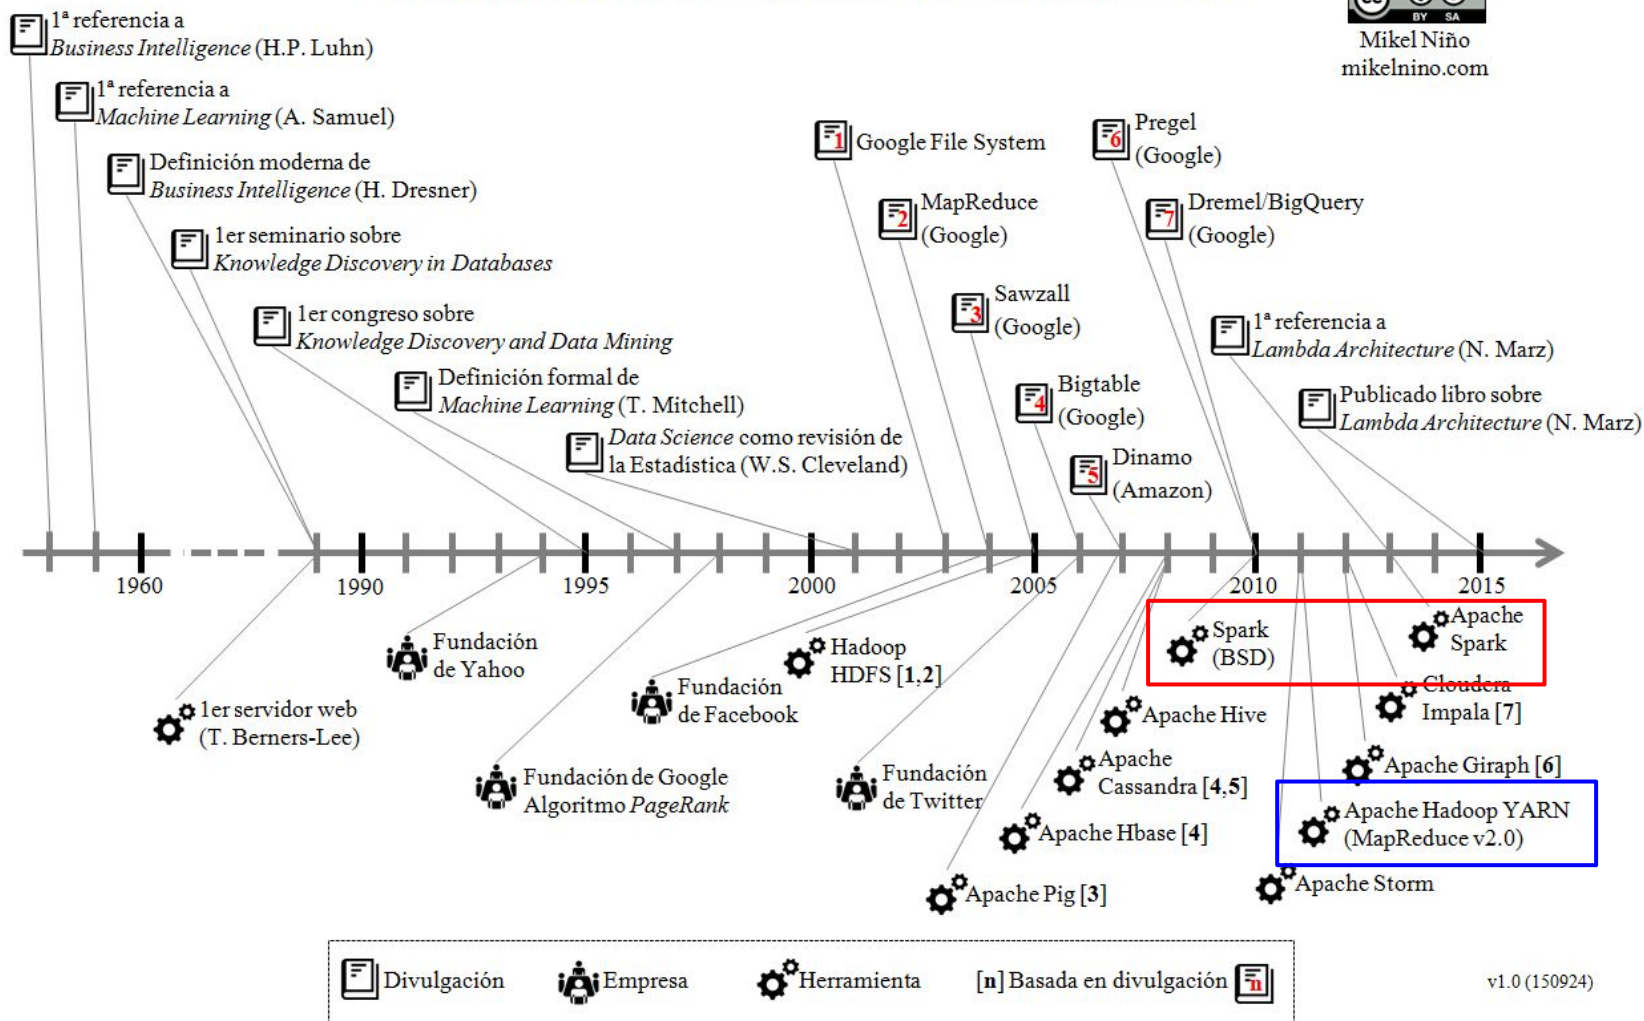 1ª referencia a
Business Intelligence (H.P. Luhn)
BY SA
Mikel Niño
mikelnino.com
1ª referencia a
Machine Learning (A. Samuel)
Definición moderna de
Business Intelligence (H. Dresner)
1er seminario sobre
Knowledge Discovery in Databases
1er congreso sobre
Knowledge Discovery and Data Mining
Definición formal de
Machine Learning (T. Mitchell)
Data Science como revisión de
la Estadística (W.S. Cleveland)
1
Google File System
2
MapReduce
(Google)
3
Sawzall
(Google)
4
Bigtable
(Google)
5
Dinamo
(Amazon)
6
Pregel
(Google)
7
Dremel/BigQuery
(Google)
1ª referencia a
Lambda Architecture (N. Marz)
Publicado libro sobre
Lambda Architecture (N. Marz)
1960 1990 1995 2000 2005 2010 2015
1er servidor web
(T. Berners-Lee)
Fundación
de Yahoo
Fundación de Google
Algoritmo PageRank
Fundación
de Facebook
Hadoop
HDFS [1,2]
Fundación
de Twitter
Apache Pig [3]
Apache Hbase [4]
Apache
Cassandra [4,5]
Apache Hive
Spark
(BSD)
Apache
Spark
Cloudera
Impala [7]
Apache Giraph [6]
Apache Hadoop YARN
(MapReduce v2.0)
Apache Storm
Divulgación
Empresa
Herramienta
[n] Basada en divulgación
n
v1.0 (150924)